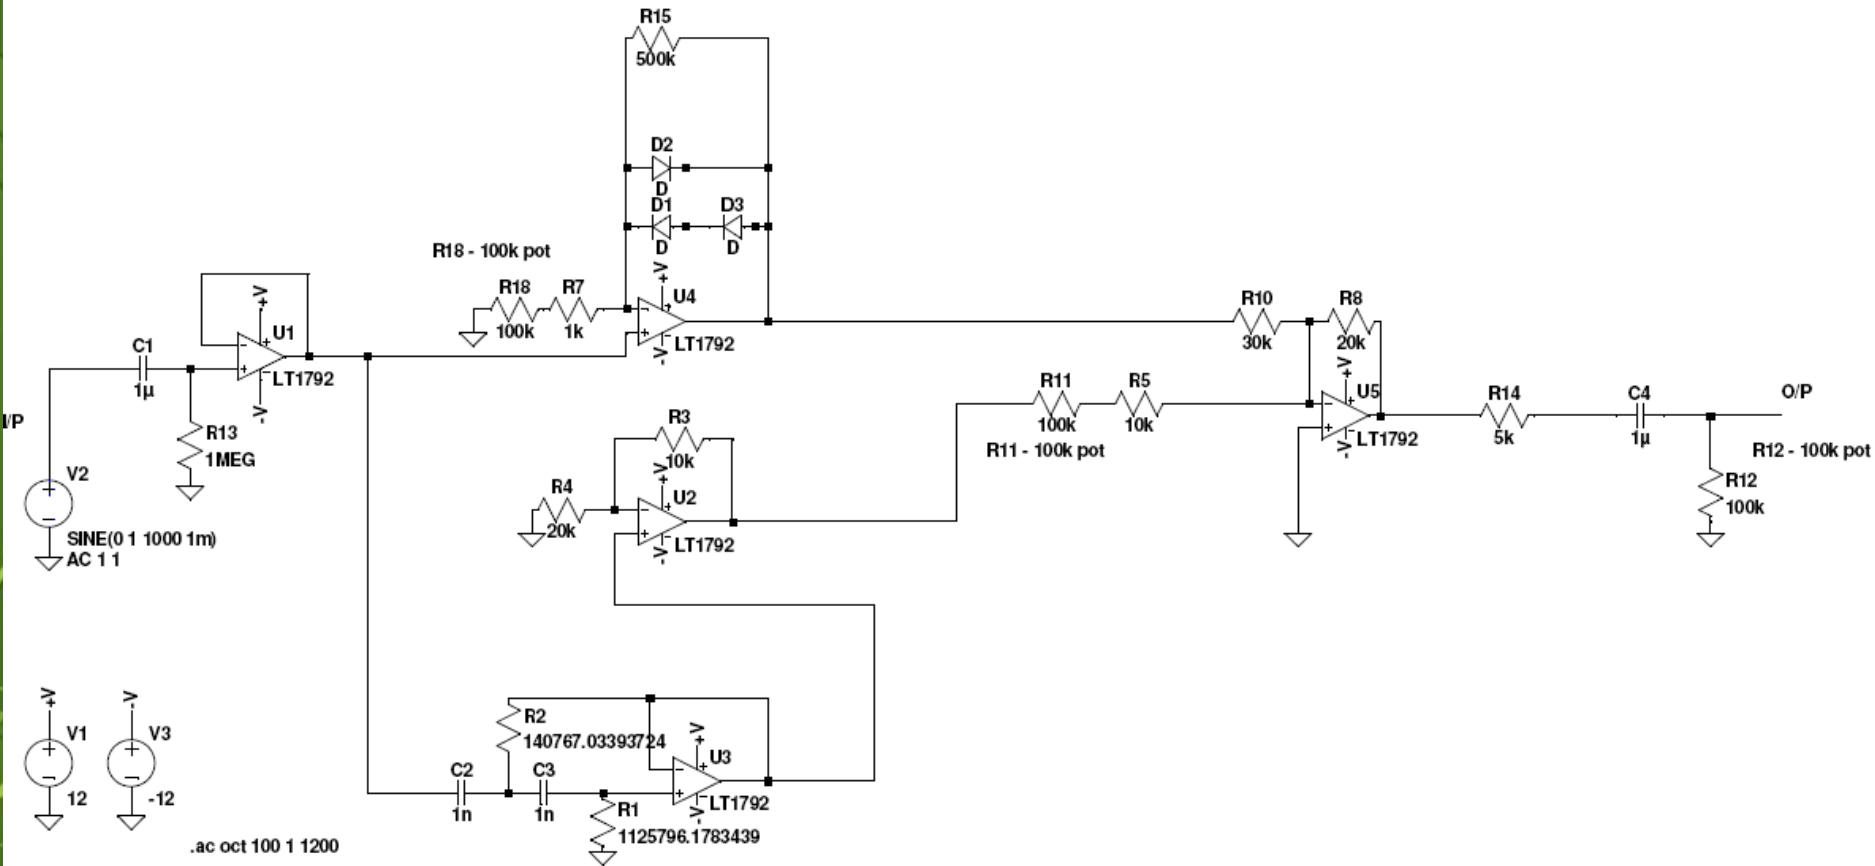 R15
500k
D2
D
D1
D3
D
D
R18 - 100k pot
R18
100k
R7
1k
+V
U4
-V
LT1792
R10
30k
R8
20k
C1
1µ
+V
U1
-V
LT1792
R13
1MEG
I/P
V2
SINE(0 1 1000 1m)
AC 1 1
R11
100k
R11 - 100k pot
R5
10k
+V
U5
-V
LT1792
R14
5k
C4
1µ
O/P
R12 - 100k pot
R12
100k
R3
10k
R4
20k
+V
U2
-V
LT1792
+V
V1
12
-V
V3
-12
R2
140767.03393724
C2
1n
C3
1n
+V
U3
-V
LT1792
R1
1125796.1783439
.ac oct 100 1 1200